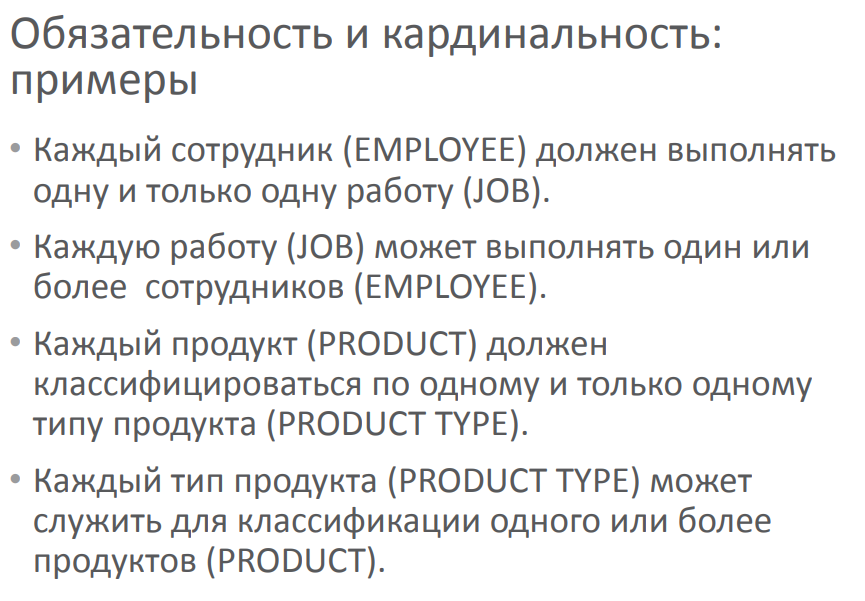 Обязательность и кардинальность:
примеры
• Каждый сотрудник (EMPLOYEE) должен выполнять
одну и только одну работу (JOB).
• Каждую работу (JOB) может выполнять один или
более  сотрудников (EMPLOYEE).
• Каждый продукт (PRODUCT) должен
классифицироваться по одному и только одному
типу продукта (PRODUCT TYPE).
• Каждый тип продукта (PRODUCT TYPE) может
служить для классификации одного или более
продуктов (PRODUCT).